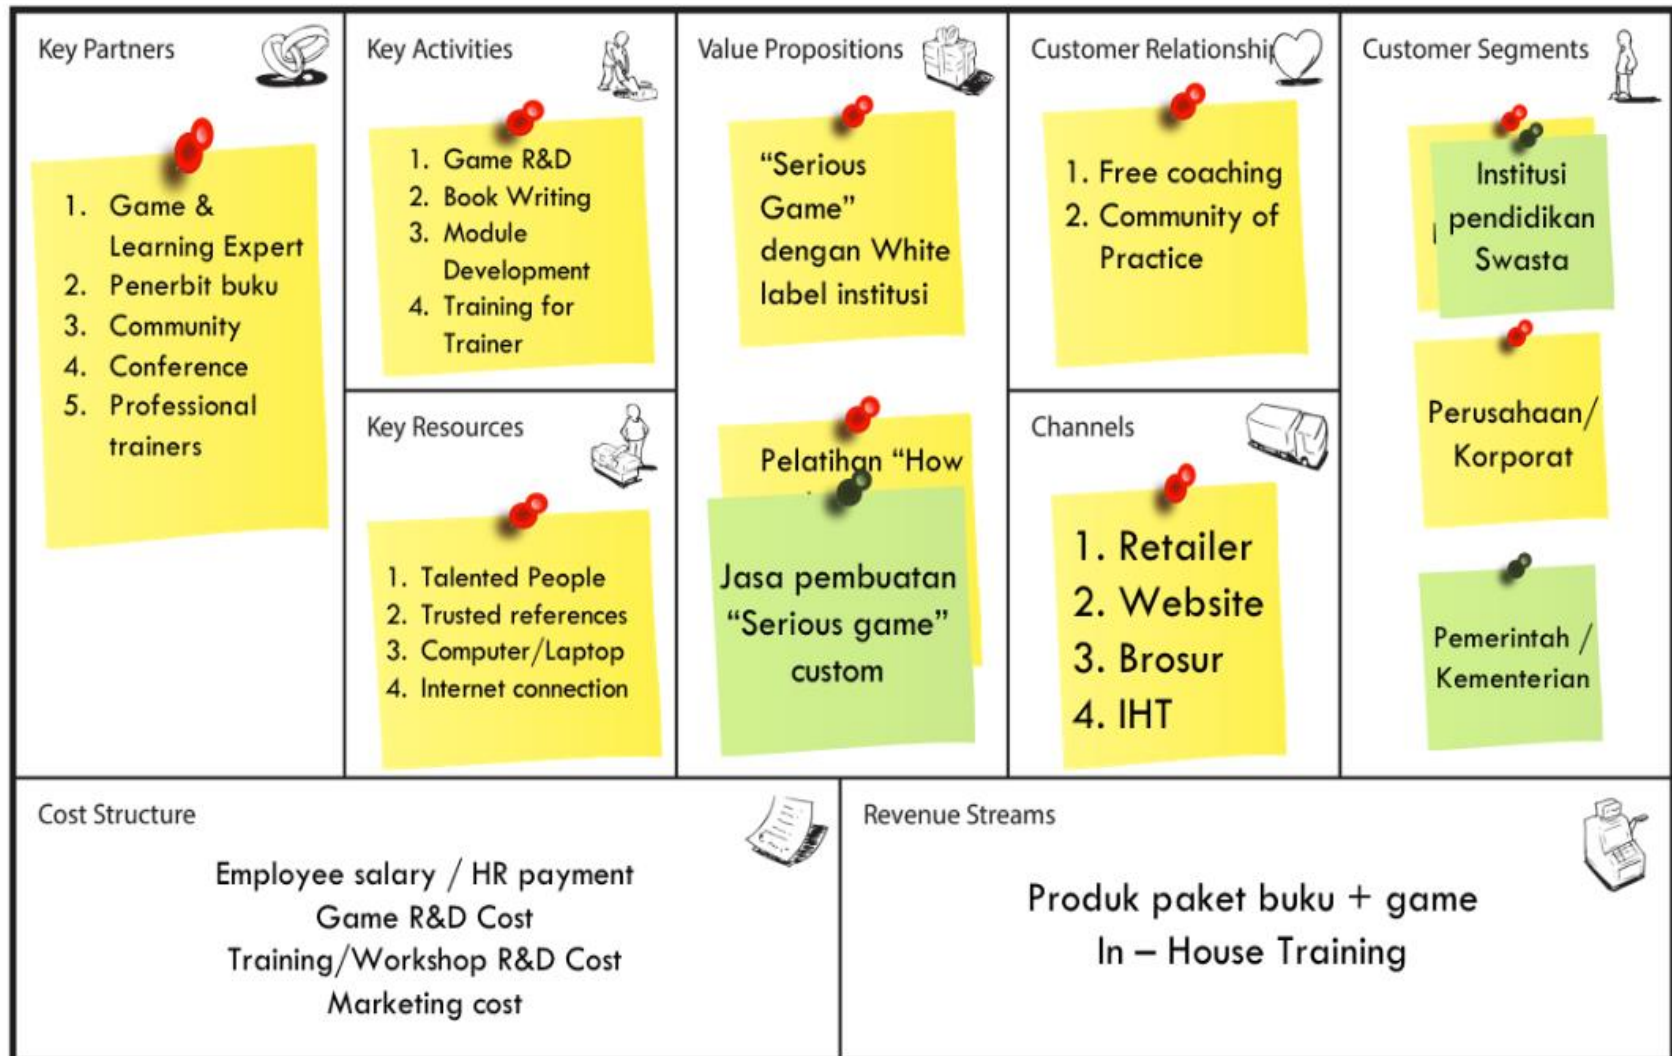 Key Partners
1. Game &
Learning Expert
2. Penerbit buku
3. Community
4. Conference
5. Professional
trainers
Key Activities
1. Game R&D
2. Book Writing
3. Module
Development
4. Training for
Trainer
Key Resources
1. Talented People
2. Trusted references
3. Computer/Laptop
4. Internet connection
Value Propositions
“Serious
Game”
dengan White
label institusi
Pelatihan “How
Jasa pembuatan
“Serious game”
custom
Customer Relationship
1. Free coaching
2. Community of
Practice
Channels
1. Retailer
2. Website
3. Brosur
4. IHT
Customer Segments
Institusi
pendidikan
Swasta
Perusahaan/
Korporat
Pemerintah /
Kementerian
Cost Structure
Employee salary / HR payment
Game R&D Cost
Training/Workshop R&D Cost
Marketing cost
Revenue Streams
Produk paket buku + game
In – House Training